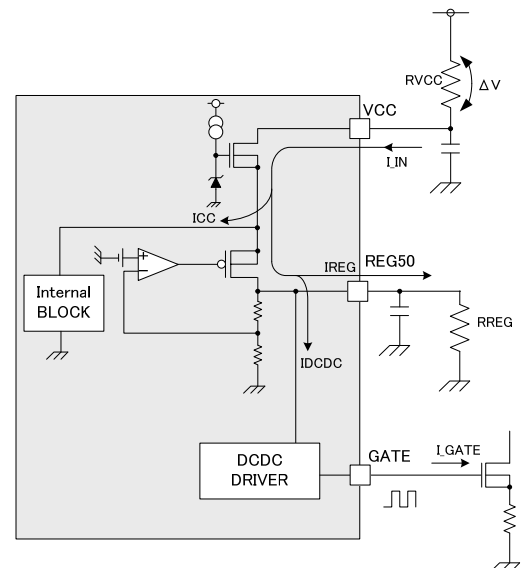 RVCC
ΔV
VCC
I_IN
ICC
+
−
IREG
REG50
Internal
BLOCK
RREG
IDCDC
DCDC
DRIVER
GATE
I_GATE